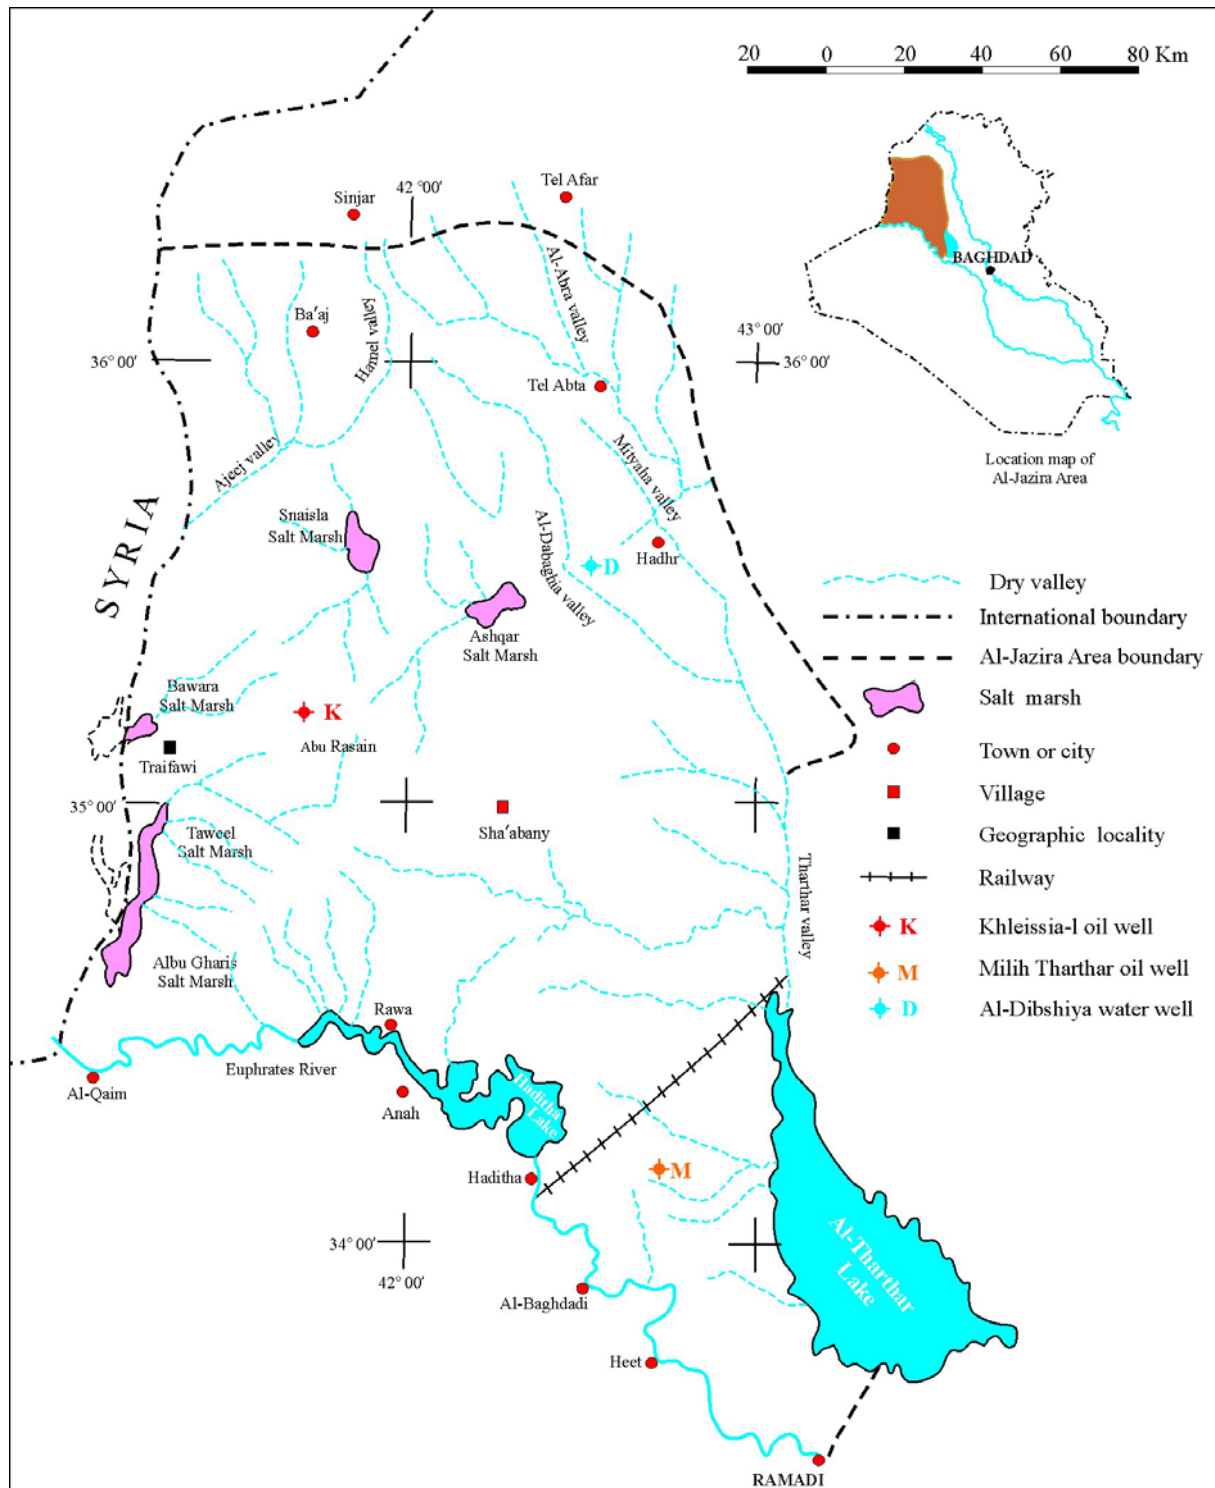 20 0 20 40 60 80 Km
Tel Afar
42°00′
Sinjar
BAGHDAD
Al-Abra valley
Hamel valley
Ba'aj
43°00′
36°00′
36°00′
Tel Abta
Location map of
Al-Jazira Area
Ajeej valley
Mityaha valley
SYRIA
Snaisla
Salt Marsh
Al-Dabaghia valley
D
Hadhr
Dry valley
International boundary
Ashqar
Salt Marsh
Al-Jazira Area boundary
Bawara
Salt Marsh
Salt marsh
K
Abu Rasain
Traifawi
Town or city
35°00′
Village
Taweel
Salt Marsh
Sha'abany
Geographic locality
Tharthar valley
Railway
K Khleissia-l oil well
Albu Gharis
Salt Marsh
M Milih Tharthar oil well
D Al-Dibshiya water well
Rawa
Euphrates River
Al-Qaim
Anah
Haditha
Lake
Haditha
M
34°00′
42°00′
Al-Tharthar
Lake
Al-Baghdadi
Heet
RAMADI